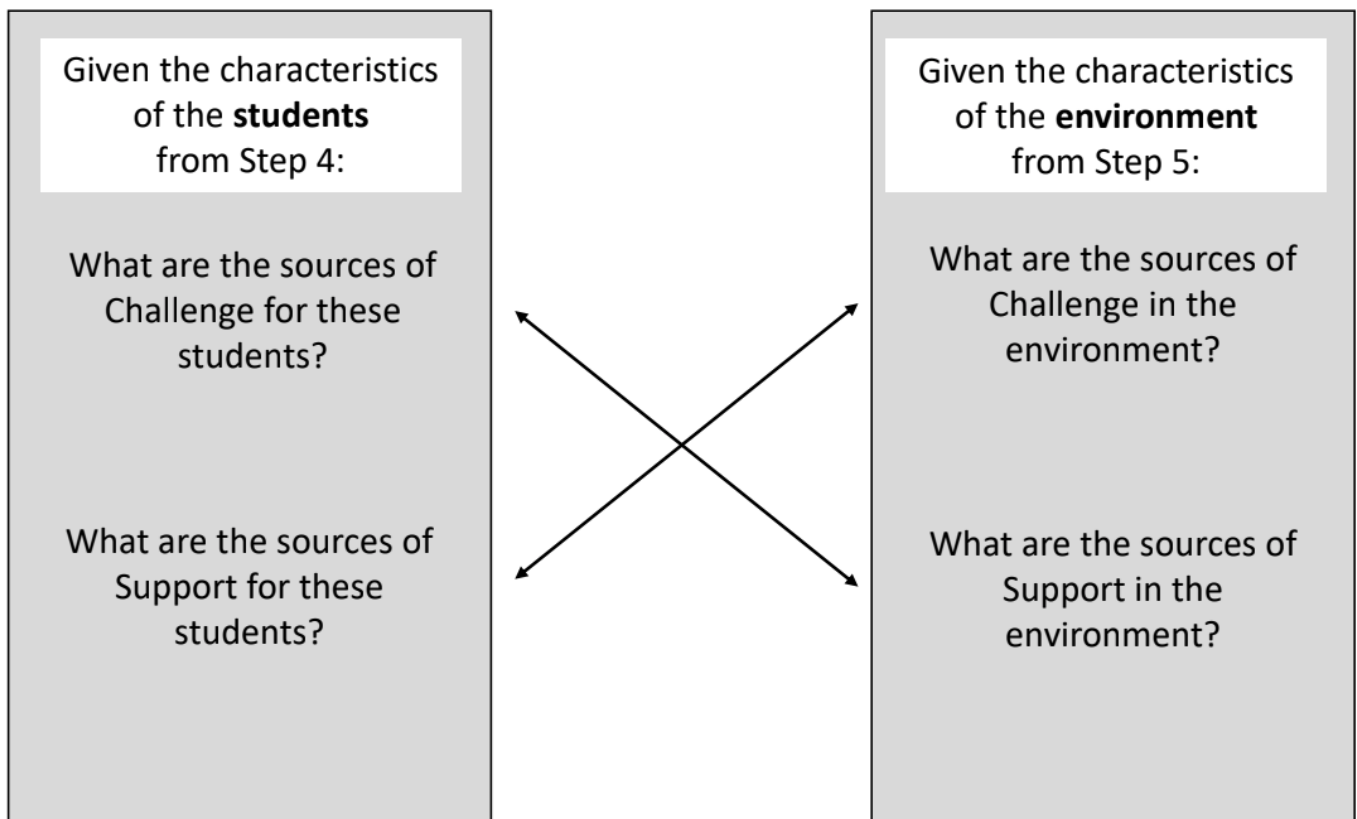 Given the characteristics
of the students
from Step 4:
What are the sources of
Challenge for these
students?
What are the sources of
Support for these
students?
Given the characteristics
of the environment
from Step 5:
What are the sources of
Challenge in the
environment?
What are the sources of
Support in the
environment?